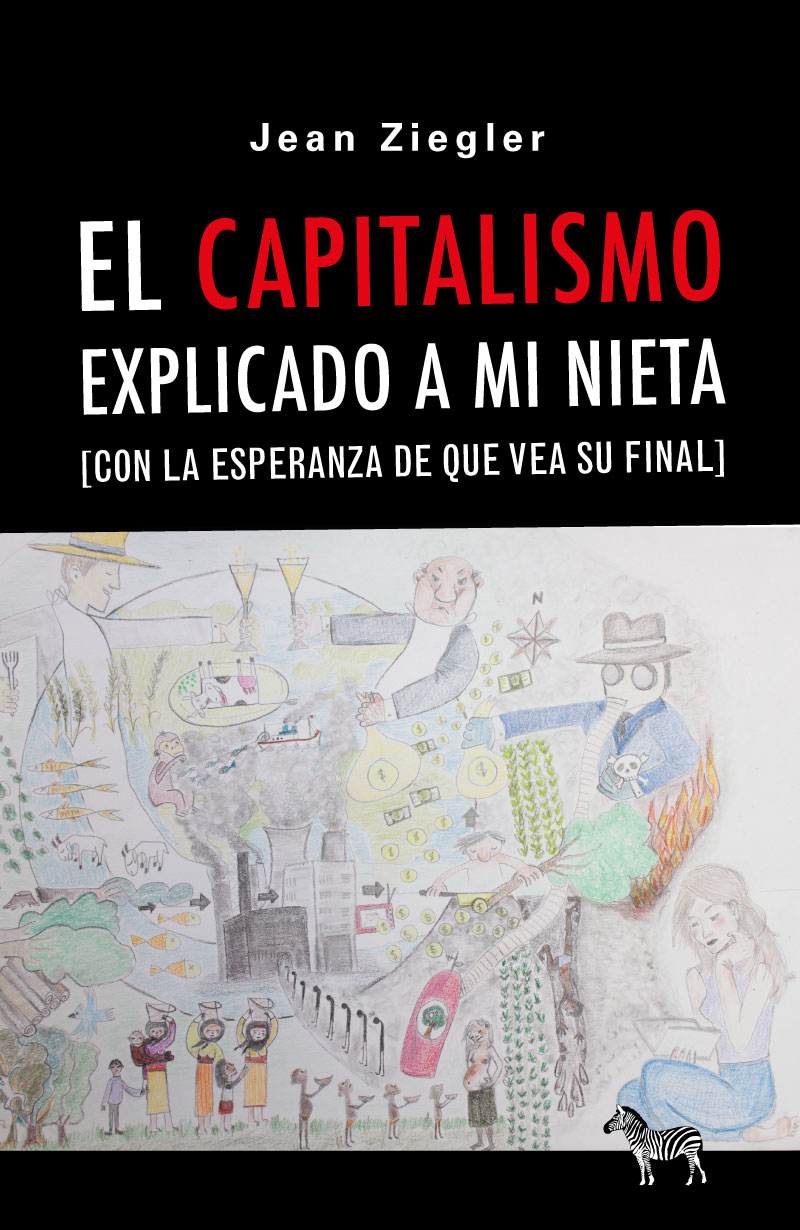 Jean Ziegler
EL CAPITALISMO
EXPLICADO A MI NIETA
[CON LA ESPERANZA DE QUE VEA SU FINAL]
N